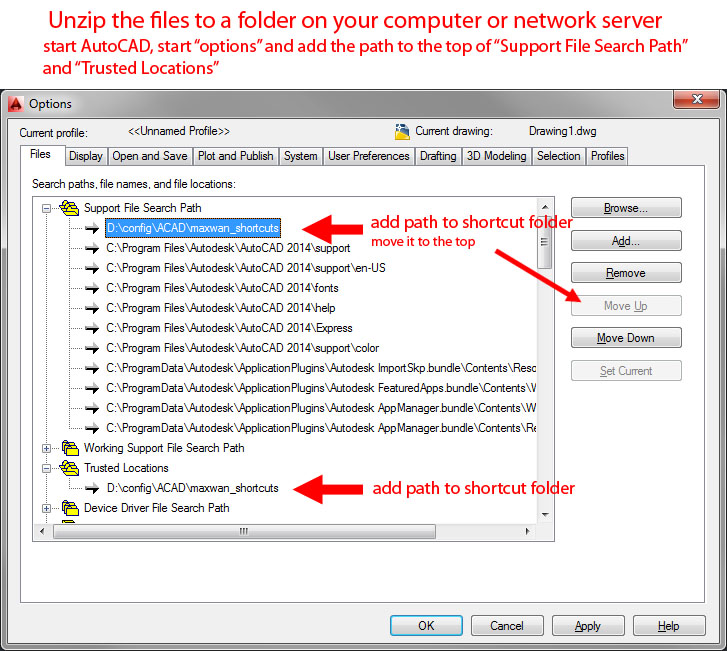 Unzip the files to a folder on your computer or network server
start AutoCAD, start “options” and add the path to the top of “Support File Search Path”
and “Trusted Locations”
Options
Current profile: <<Unnamed Profile>> Current drawing: Drawing1.dwg
Files Display Open and Save Plot and Publish System User Preferences Drafting 3D Modeling Selection Profiles
Search paths, file names, and file locations:
Support File Search Path
D:\config\ACAD\maxwan_shortcuts
add path to shortcut folder
move it to the top
C:\Program Files\Autodesk\AutoCAD 2014\support
C:\Program Files\Autodesk\AutoCAD 2014\support\en-US
C:\Program Files\Autodesk\AutoCAD 2014\fonts
C:\Program Files\Autodesk\AutoCAD 2014\help
C:\Program Files\Autodesk\AutoCAD 2014\Express
C:\Program Files\Autodesk\AutoCAD 2014\support\color
C:\ProgramData\Autodesk\ApplicationPlugins\Autodesk ImportSkp.bundle\Contents\Reso
C:\ProgramData\Autodesk\ApplicationPlugins\Autodesk FeaturedApps.bundle\Contents\W
C:\ProgramData\Autodesk\ApplicationPlugins\Autodesk AppManager.bundle\Contents\W
C:\ProgramData\Autodesk\ApplicationPlugins\Autodesk AppManager.bundle\Contents\Re
Working Support File Search Path
Trusted Locations
D:\config\ACAD\maxwan_shortcuts
add path to shortcut folder
Device Driver File Search Path
Browse...
Add...
Remove
Move Up
Move Down
Set Current
OK Cancel Apply Help